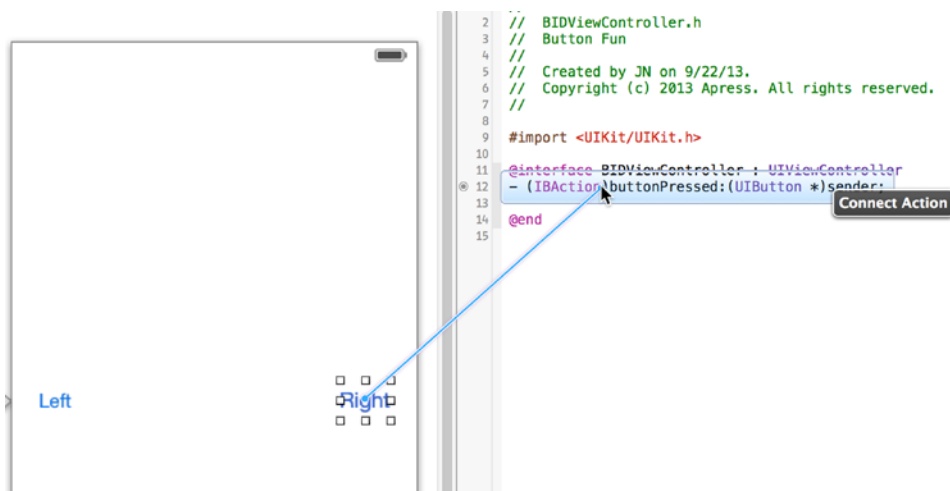 2 // BIDViewController.h
3 // Button Fun
4 //
5 // Created by JN on 9/22/13.
6 // Copyright (c) 2013 Apress. All rights reserved.
7 //
8
9 #import <UIKit/UIKit.h>
10
11 @interface BIDViewController : UIViewController
12 - (IBAction)buttonPressed:(UIButton *)sender;
Connect Action
13
14 @end
15
Left
Right